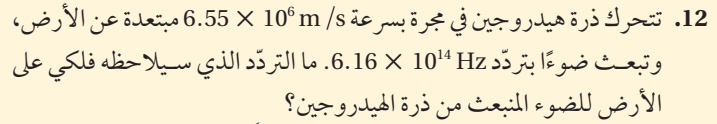 12. تتحرك ذرة هيدروجين في مجرة بسرعة 6.55 × 10⁶ m/s مبتعدة عن الأرض،
وتبعث ضوءًا بتردّد 6.16 × 10¹⁴ Hz. ما التردّد الذي سيلاحظه فلكي على
الأرض للضوء المنبعث من ذرة الهيدروجين؟